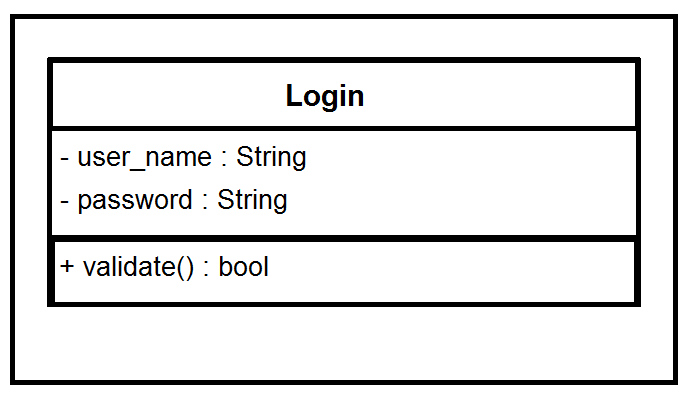 Login
- user_name : String
- password : String
+ validate() : bool